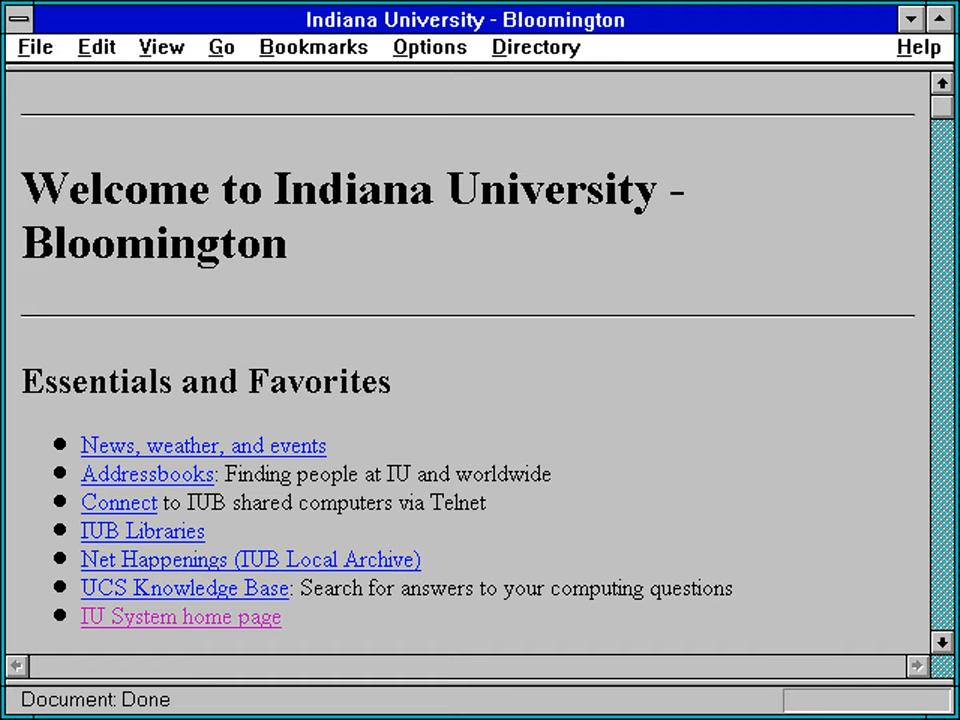 Indiana University - Bloomington
File Edit View Go Bookmarks Options Directory Help
Welcome to Indiana University -
Bloomington
Essentials and Favorites
News, weather, and events
Addressbooks: Finding people at IU and worldwide
Connect to IUB shared computers via Telnet
IUB Libraries
Net Happenings (IUB Local Archive)
UCS Knowledge Base: Search for answers to your computing questions
IU System home page
Document: Done